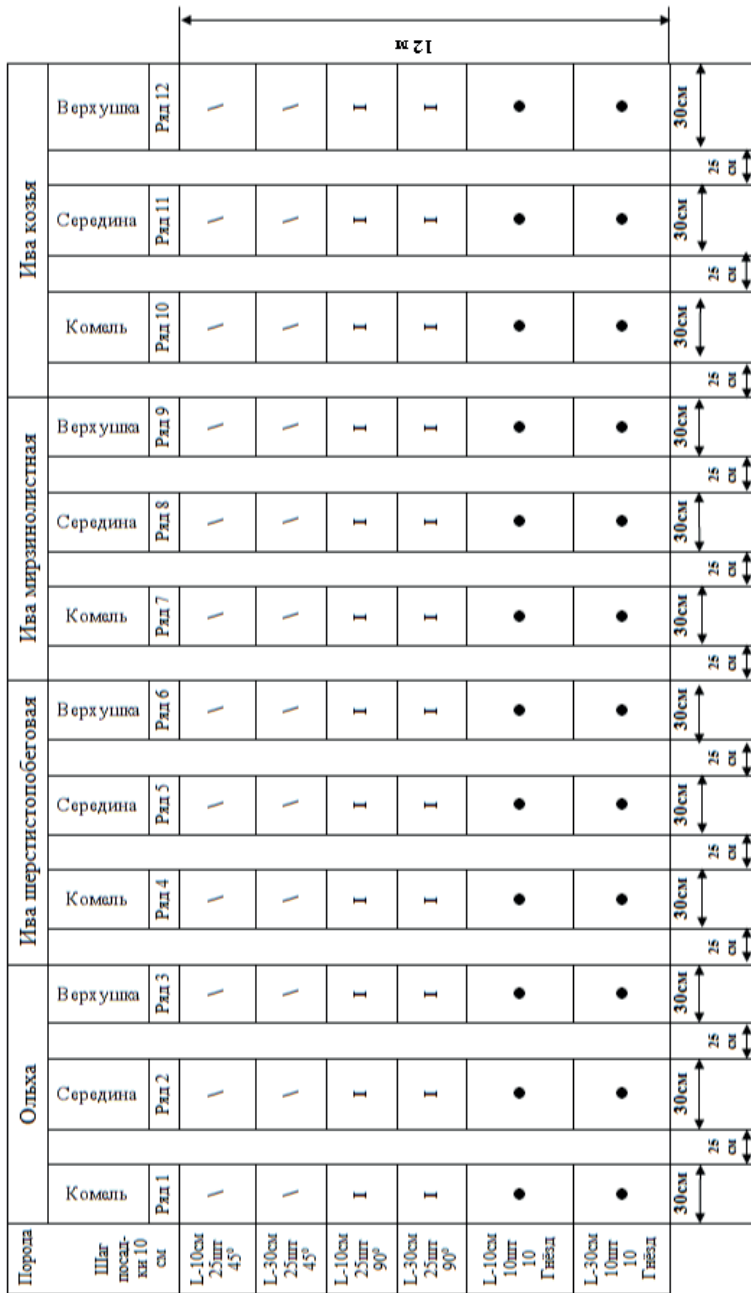 Порода Ольха Ива шерстистопобеговая Ива мирзинолистная Ива козья
Шаг
посад-
ки 10
см
Комель Середина Верхушка Комель Середина Верхушка Комель Середина Верхушка Комель Середина Верхушка
Ряд 1 Ряд 2 Ряд 3 Ряд 4 Ряд 5 Ряд 6 Ряд 7 Ряд 8 Ряд 9 Ряд 10 Ряд 11 Ряд 12
L-10см
25шт
45°
\ \ \ \ \ \ \ \ \ \ \ \
L-30см
25шт
45°
\ \ \ \ \ \ \ \ \ \ \ \
L-10см
25шт
90°
I I I I I I I I I I I I
L-30см
25шт
90°
I I I I I I I I I I I I
L-10см
10шт
10
Гнёзд
● ● ● ● ● ● ● ● ● ● ● ●
L-30см
10шт
10
Гнёзд
● ● ● ● ● ● ● ● ● ● ● ●
12 м
30см 30см 30см 30см 30см 30см 30см 30см 30см 30см 30см 30см
25 25 25 25 25 25 25 25 25 25 25
см см см см см см см см см см см